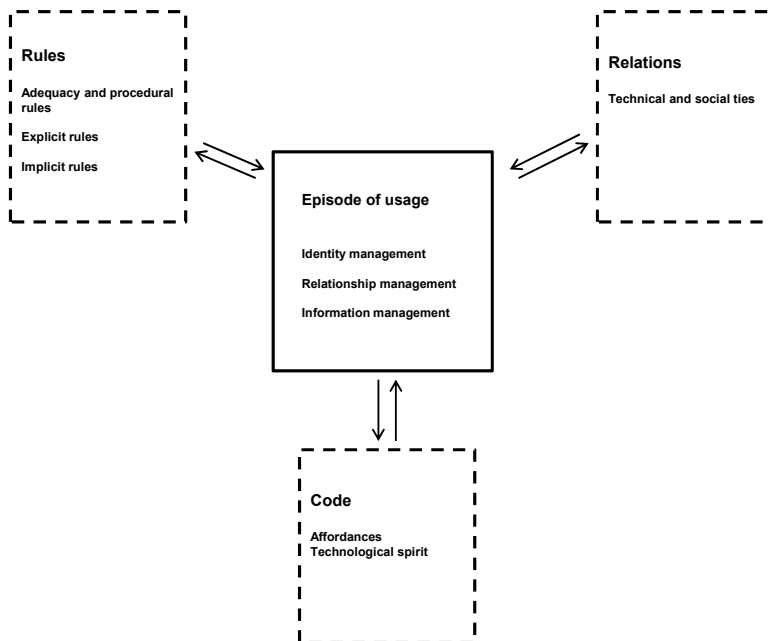 Rules
Adequacy and procedural
rules
Explicit rules
Implicit rules
Relations
Technical and social ties
Episode of usage
Identity management
Relationship management
Information management
Code
Affordances
Technological spirit